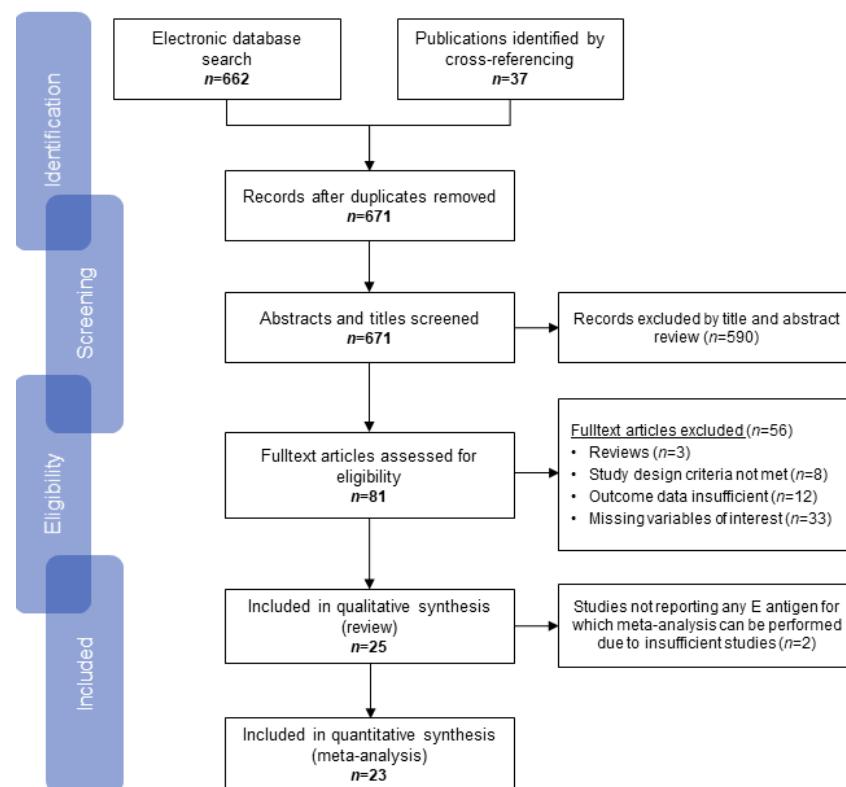 Identification
Screening
Eligibility
Included
Electronic database
search
n=662
Publications identified by
cross-referencing
n=37
Records after duplicates removed
n=671
Abstracts and titles screened
n=671
Records excluded by title and abstract
review (n=590)
Fulltext articles assessed for
eligibility
n=81
Fulltext articles excluded (n=56)
• Reviews (n=3)
• Study design criteria not met (n=8)
• Outcome data insufficient (n=12)
• Missing variables of interest (n=33)
Included in qualitative synthesis
(review)
n=25
Studies not reporting any E antigen for
which meta-analysis can be performed
due to insufficient studies (n=2)
Included in quantitative synthesis
(meta-analysis)
n=23